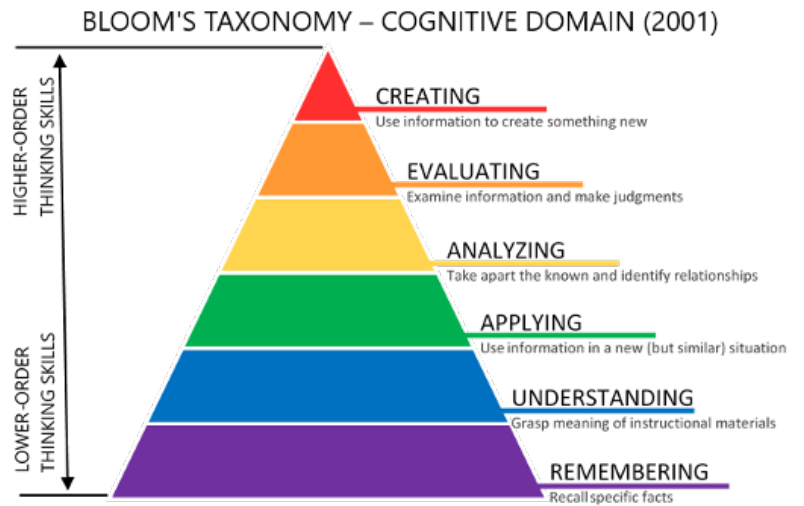 BLOOM'S TAXONOMY – COGNITIVE DOMAIN (2001)
HIGHER-ORDER
THINKING SKILLS
CREATING
Use information to create something new
EVALUATING
Examine information and make judgments
ANALYZING
Take apart the known and identify relationships
APPLYING
Use information in a new (but similar) situation
LOWER-ORDER
THINKING SKILLS
UNDERSTANDING
Grasp meaning of instructional materials
REMEMBERING
Recall specific facts